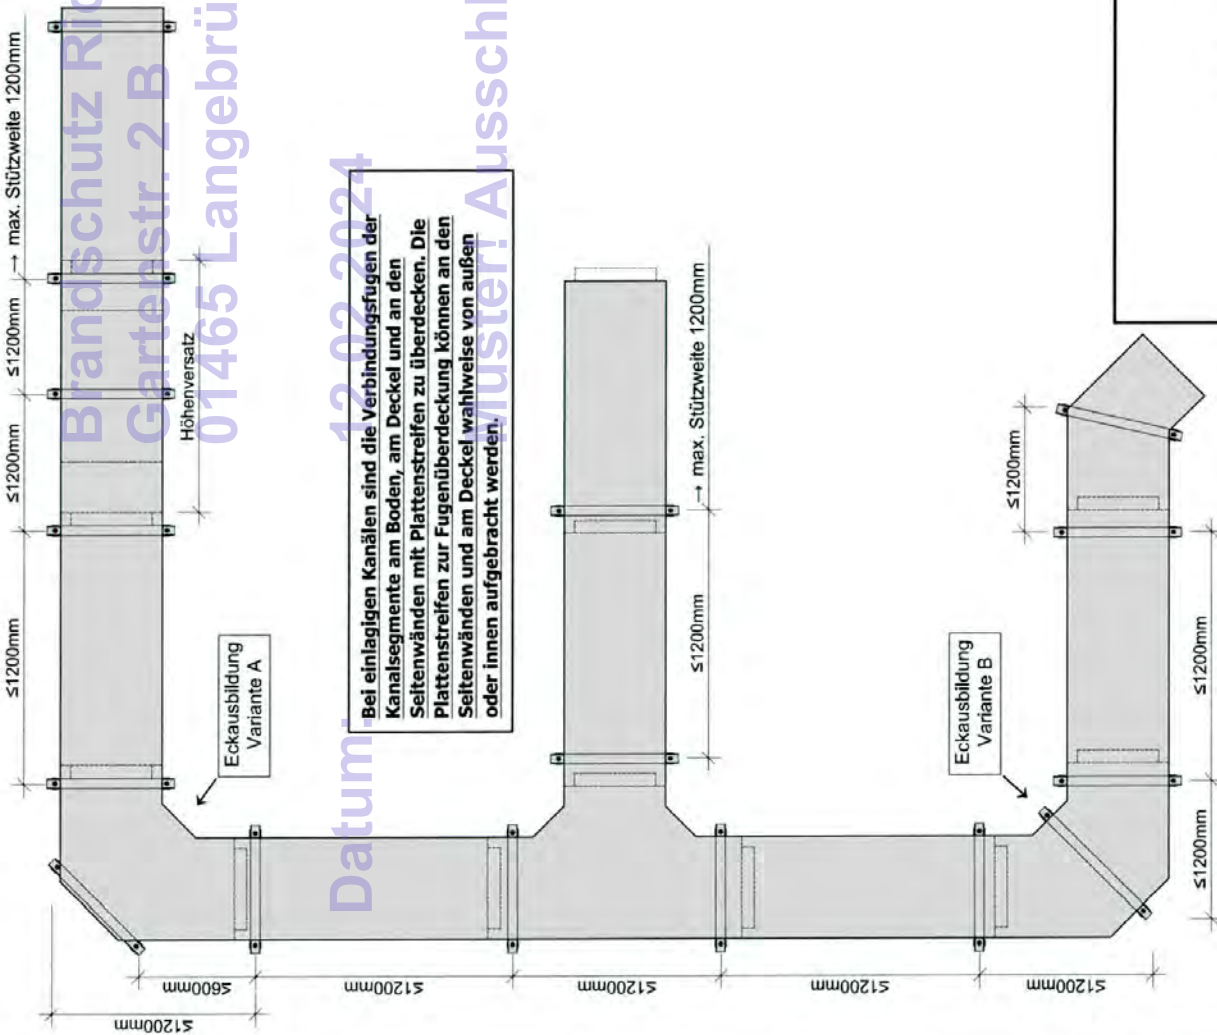 → max. Stützweite 1200mm
≤1200mm
≤1200mm
≤1200mm
Höhenversatz
Brandschutz Ric
Gartenstr. 2 B
01465 Langebrü
Datum:
12.02.2024
Muster! Ausschl
Bei einlagigen Kanälen sind die Verbindungsfugen der
Kanalsegmente am Boden, am Deckel und an den
Seitenwänden mit Plattenstreifen zu überdecken. Die
Plattenstreifen zur Fugenüberdeckung können an den
Seitenwänden und am Deckel wahlweise von außen
oder innen aufgebracht werden.
Eckausbildung
Variante A
→ max. Stützweite 1200mm
≤1200mm
Eckausbildung
Variante B
≤1200mm
≤1200mm
≤1200mm
≤600mm
≤1200mm
≤1200mm
≤1200mm
≤1200mm
≤1200mm